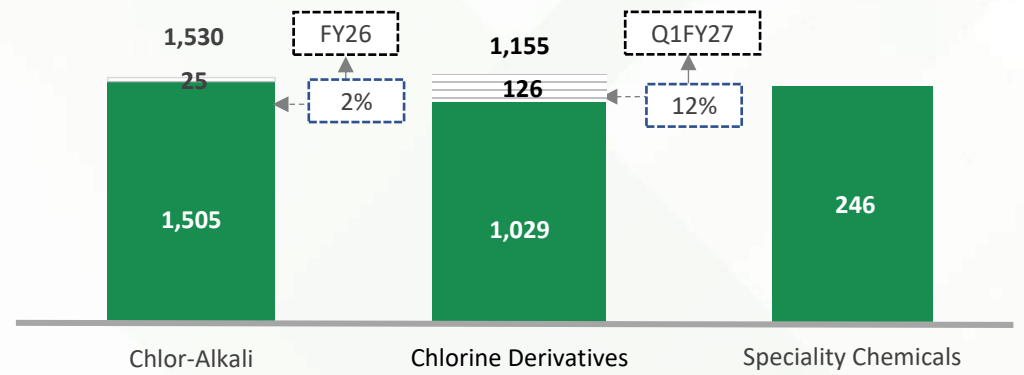 1,530
FY26
1,155
Q1FY27
25
2%
126
12%
1,505
1,029
246
Chlor-Alkali
Chlorine Derivatives
Speciality Chemicals